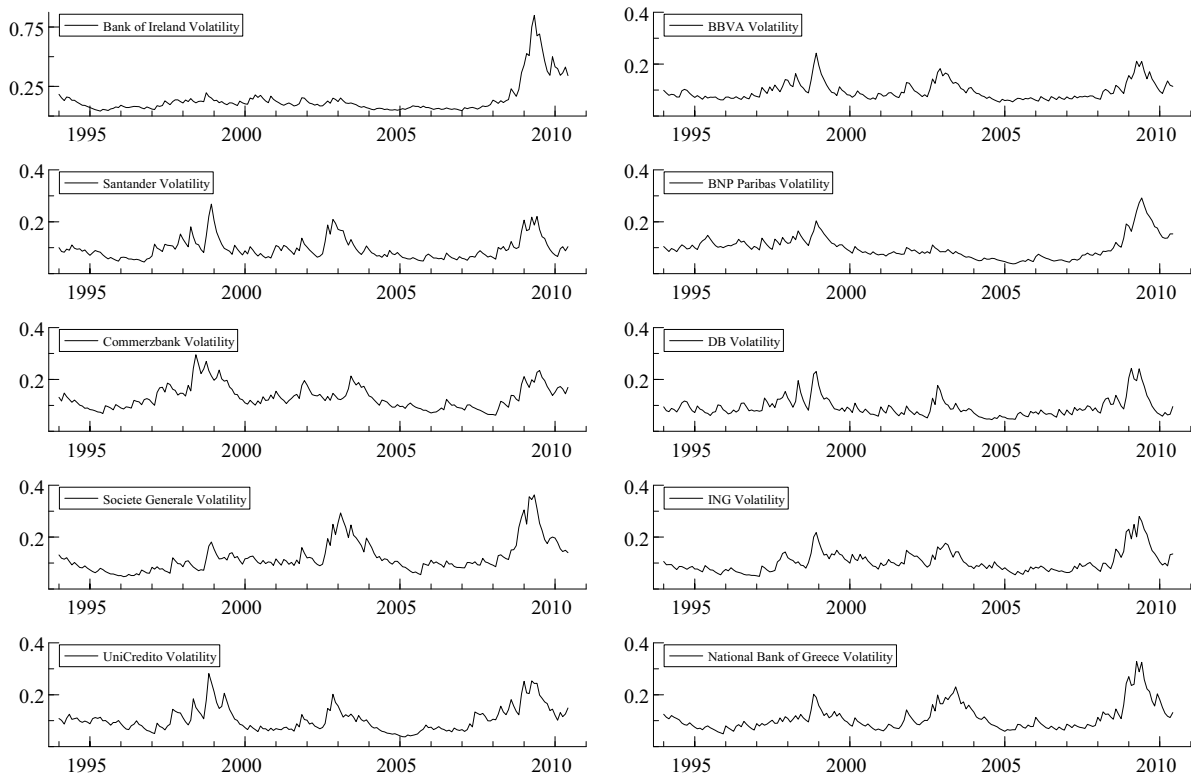 Bank of Ireland Volatility
0.75
0.25
1995 2000 2005 2010
BBVA Volatility
0.4
0.2
1995 2000 2005 2010
Santander Volatility
0.4
0.2
1995 2000 2005 2010
BNP Paribas Volatility
0.4
0.2
1995 2000 2005 2010
Commerzbank Volatility
0.4
0.2
1995 2000 2005 2010
DB Volatility
0.4
0.2
1995 2000 2005 2010
Societe Generale Volatility
0.4
0.2
1995 2000 2005 2010
ING Volatility
0.4
0.2
1995 2000 2005 2010
UniCredito Volatility
0.4
0.2
1995 2000 2005 2010
National Bank of Greece Volatility
0.4
0.2
1995 2000 2005 2010